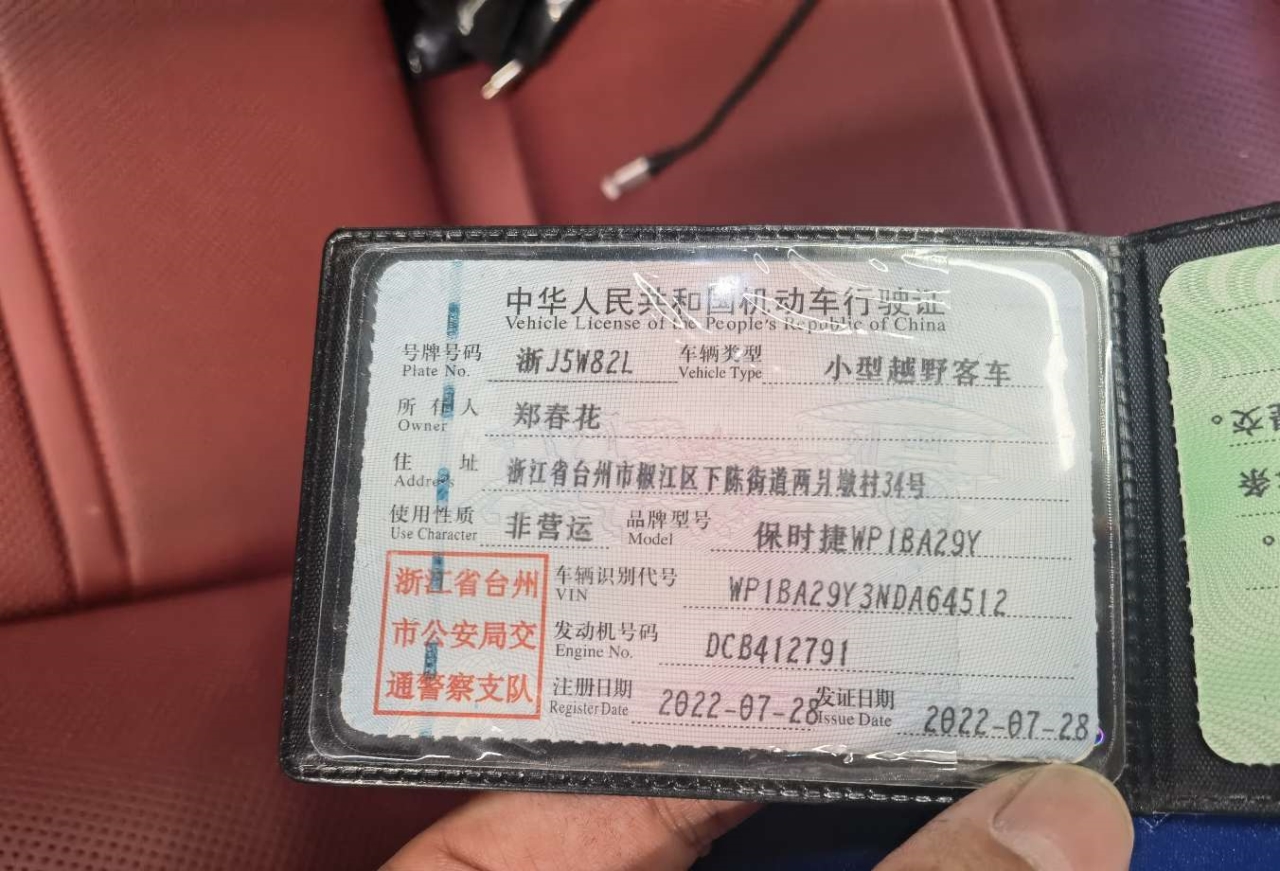 中华人民共和国机动车行驶证
Vehicle License of the People's Republic of China
号牌号码 浙J5W82L 车辆类型 小型越野客车
Plate No. Vehicle Type
所有人 郑春花
Owner
住址 浙江省台州市椒江区下陈街道两爿墩村34号
Address
使用性质 非营运 品牌型号 保时捷WP1BA29Y
Use Character Model
浙江省台州
市公安局交
通警察支队
车辆识别代号 WP1BA29Y3NDA64512
VIN
发动机号码 DCB412791
Engine No.
注册日期 2022-07-28 发证日期 2022-07-28
Register Date Issue Date
交。
条